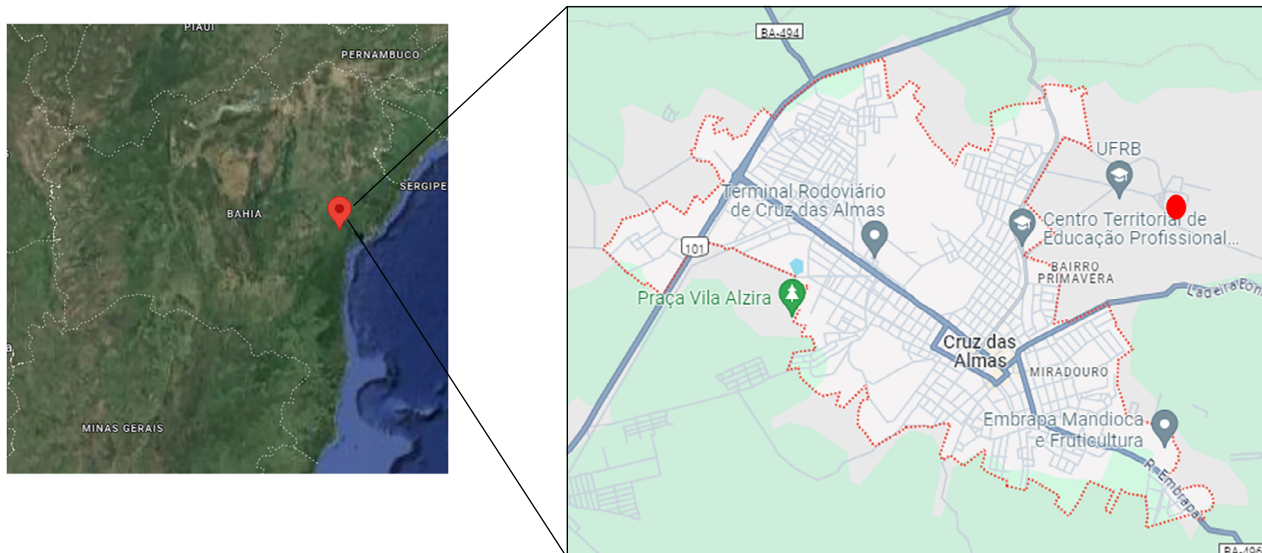 PIAUÍ
PERNAMBUCO
SERGIPE
BAHIA
MINAS GERAIS
BA-494
UFRB
Terminal Rodoviário
de Cruz das Almas
Centro Territorial de
Educação Profissional...
101
BAIRRO
PRIMAVERA
Praça Vila Alzira
Cruz das
Almas
MIRADOURO
Embrapa Mandioca
e Fruticultura
R. Embrapa
BA-496